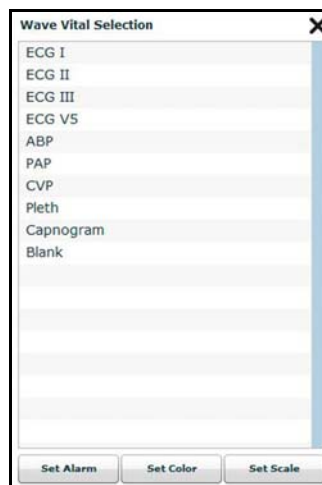 Wave Vital Selection
ECG I
ECG II
ECG III
ECG V5
ABP
PAP
CVP
Pleth
Capnogram
Blank
Set Alarm Set Color Set Scale